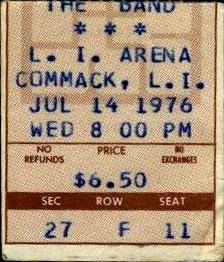 THE BAND
* * *
L. I. ARENA
COMMACK, L.I.
JUL 14 1976
WED 8 00 PM
NO REFUNDS PRICE NO EXCHANGES
$6.50
SEC ROW SEAT
27 F 11